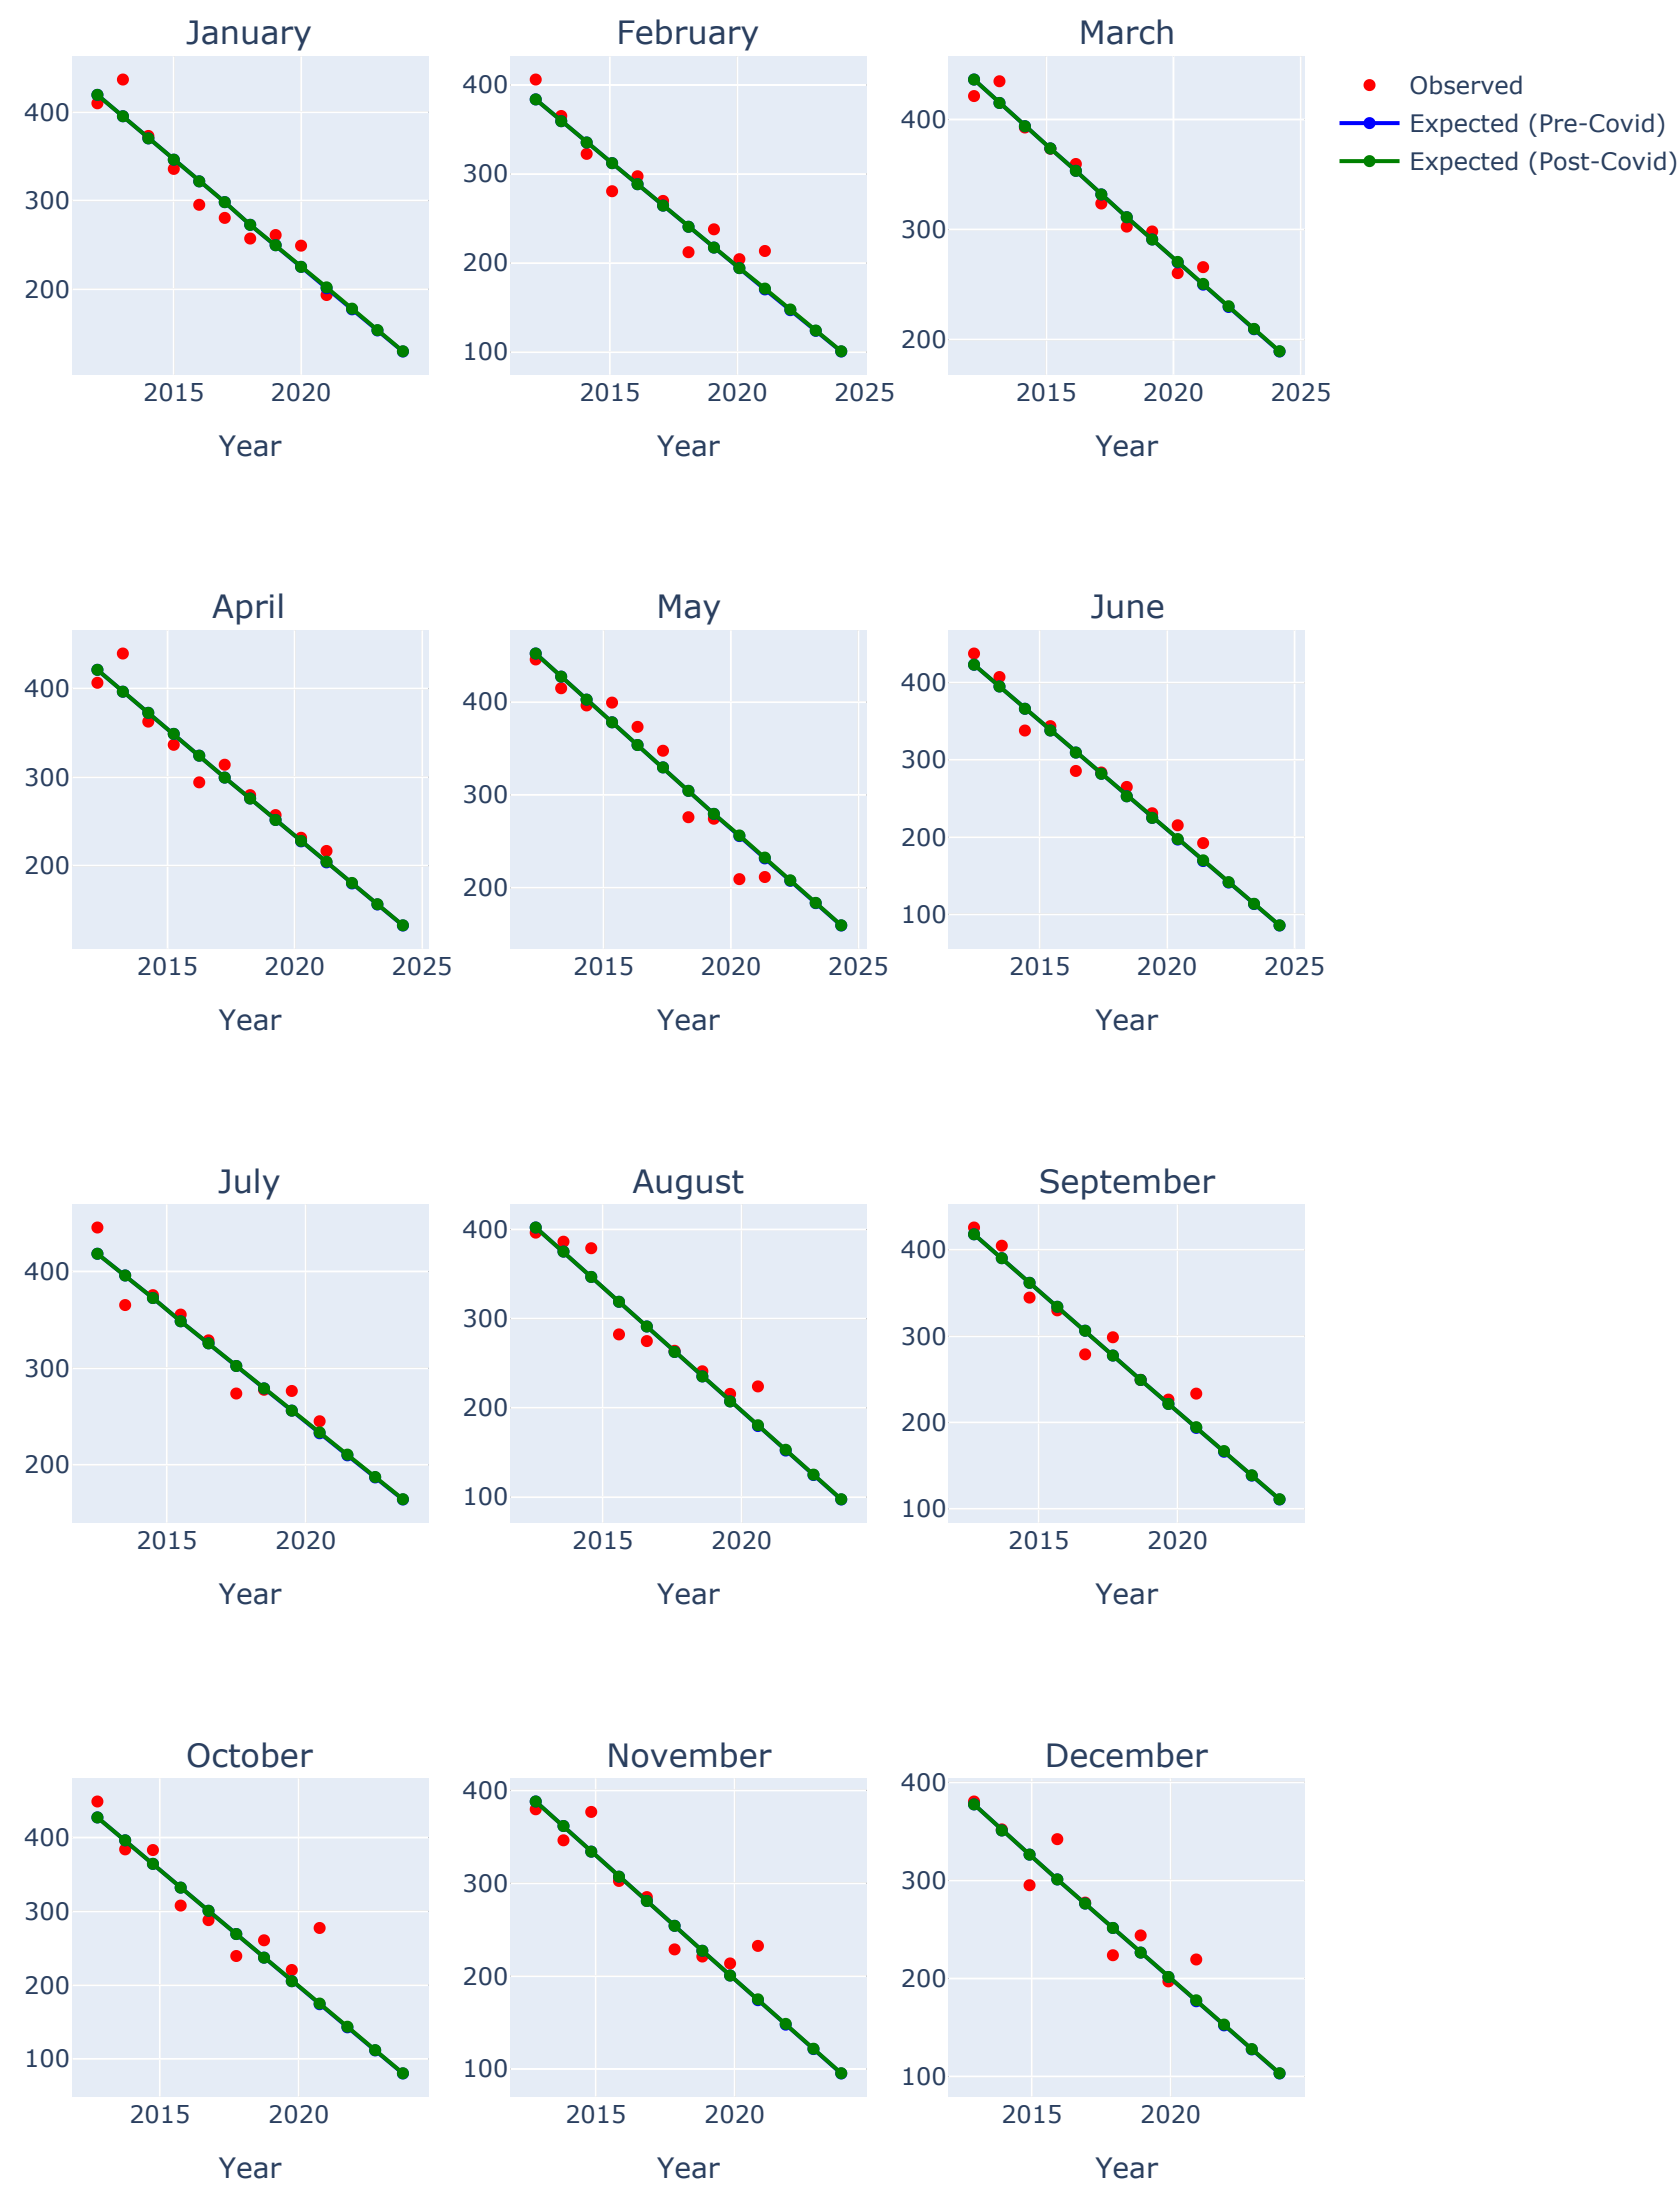 January
February
March
Observed
Expected (Pre-Covid)
Expected (Post-Covid)
400
300
200
2015 2020
Year
400
300
200
100
2015 2020 2025
Year
400
300
200
2015 2020 2025
Year
April
May
June
400
300
200
2015 2020 2025
Year
400
300
200
2015 2020 2025
Year
400
300
200
100
2015 2020 2025
Year
July
August
September
400
300
200
2015 2020
Year
400
300
200
100
2015 2020
Year
400
300
200
100
2015 2020
Year
October
November
December
400
300
200
100
2015 2020
Year
400
300
200
100
2015 2020
Year
400
300
200
100
2015 2020
Year